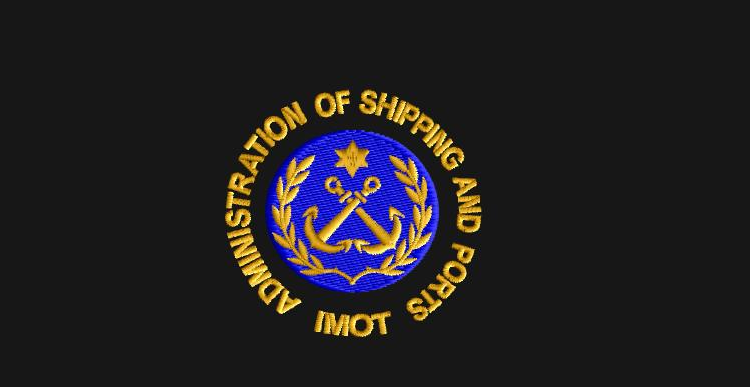 ADMINISTRATION OF SHIPPING AND PORTS
IMOT